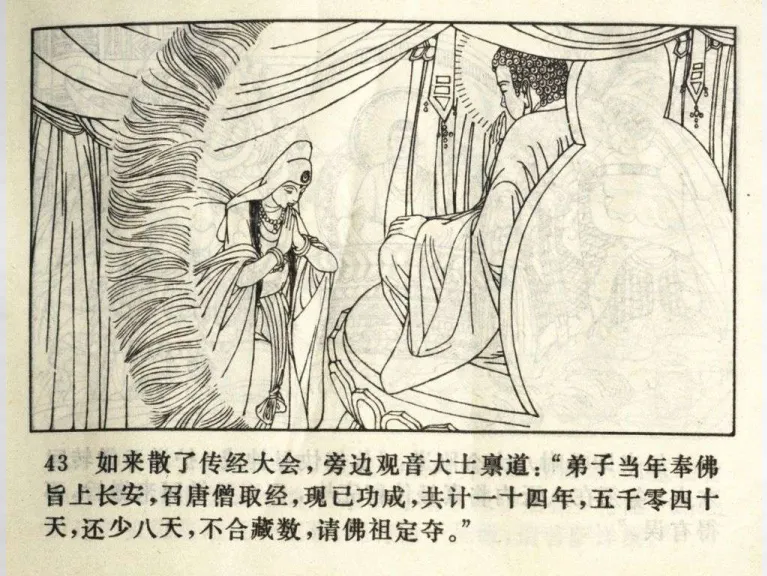 43 如来散了传经大会，旁边观音大士禀道：“弟子当年奉佛
旨上长安，召唐僧取经，现已功成，共计一十四年，五千零四十
天，还少八天，不合藏数，请佛祖定夺。”